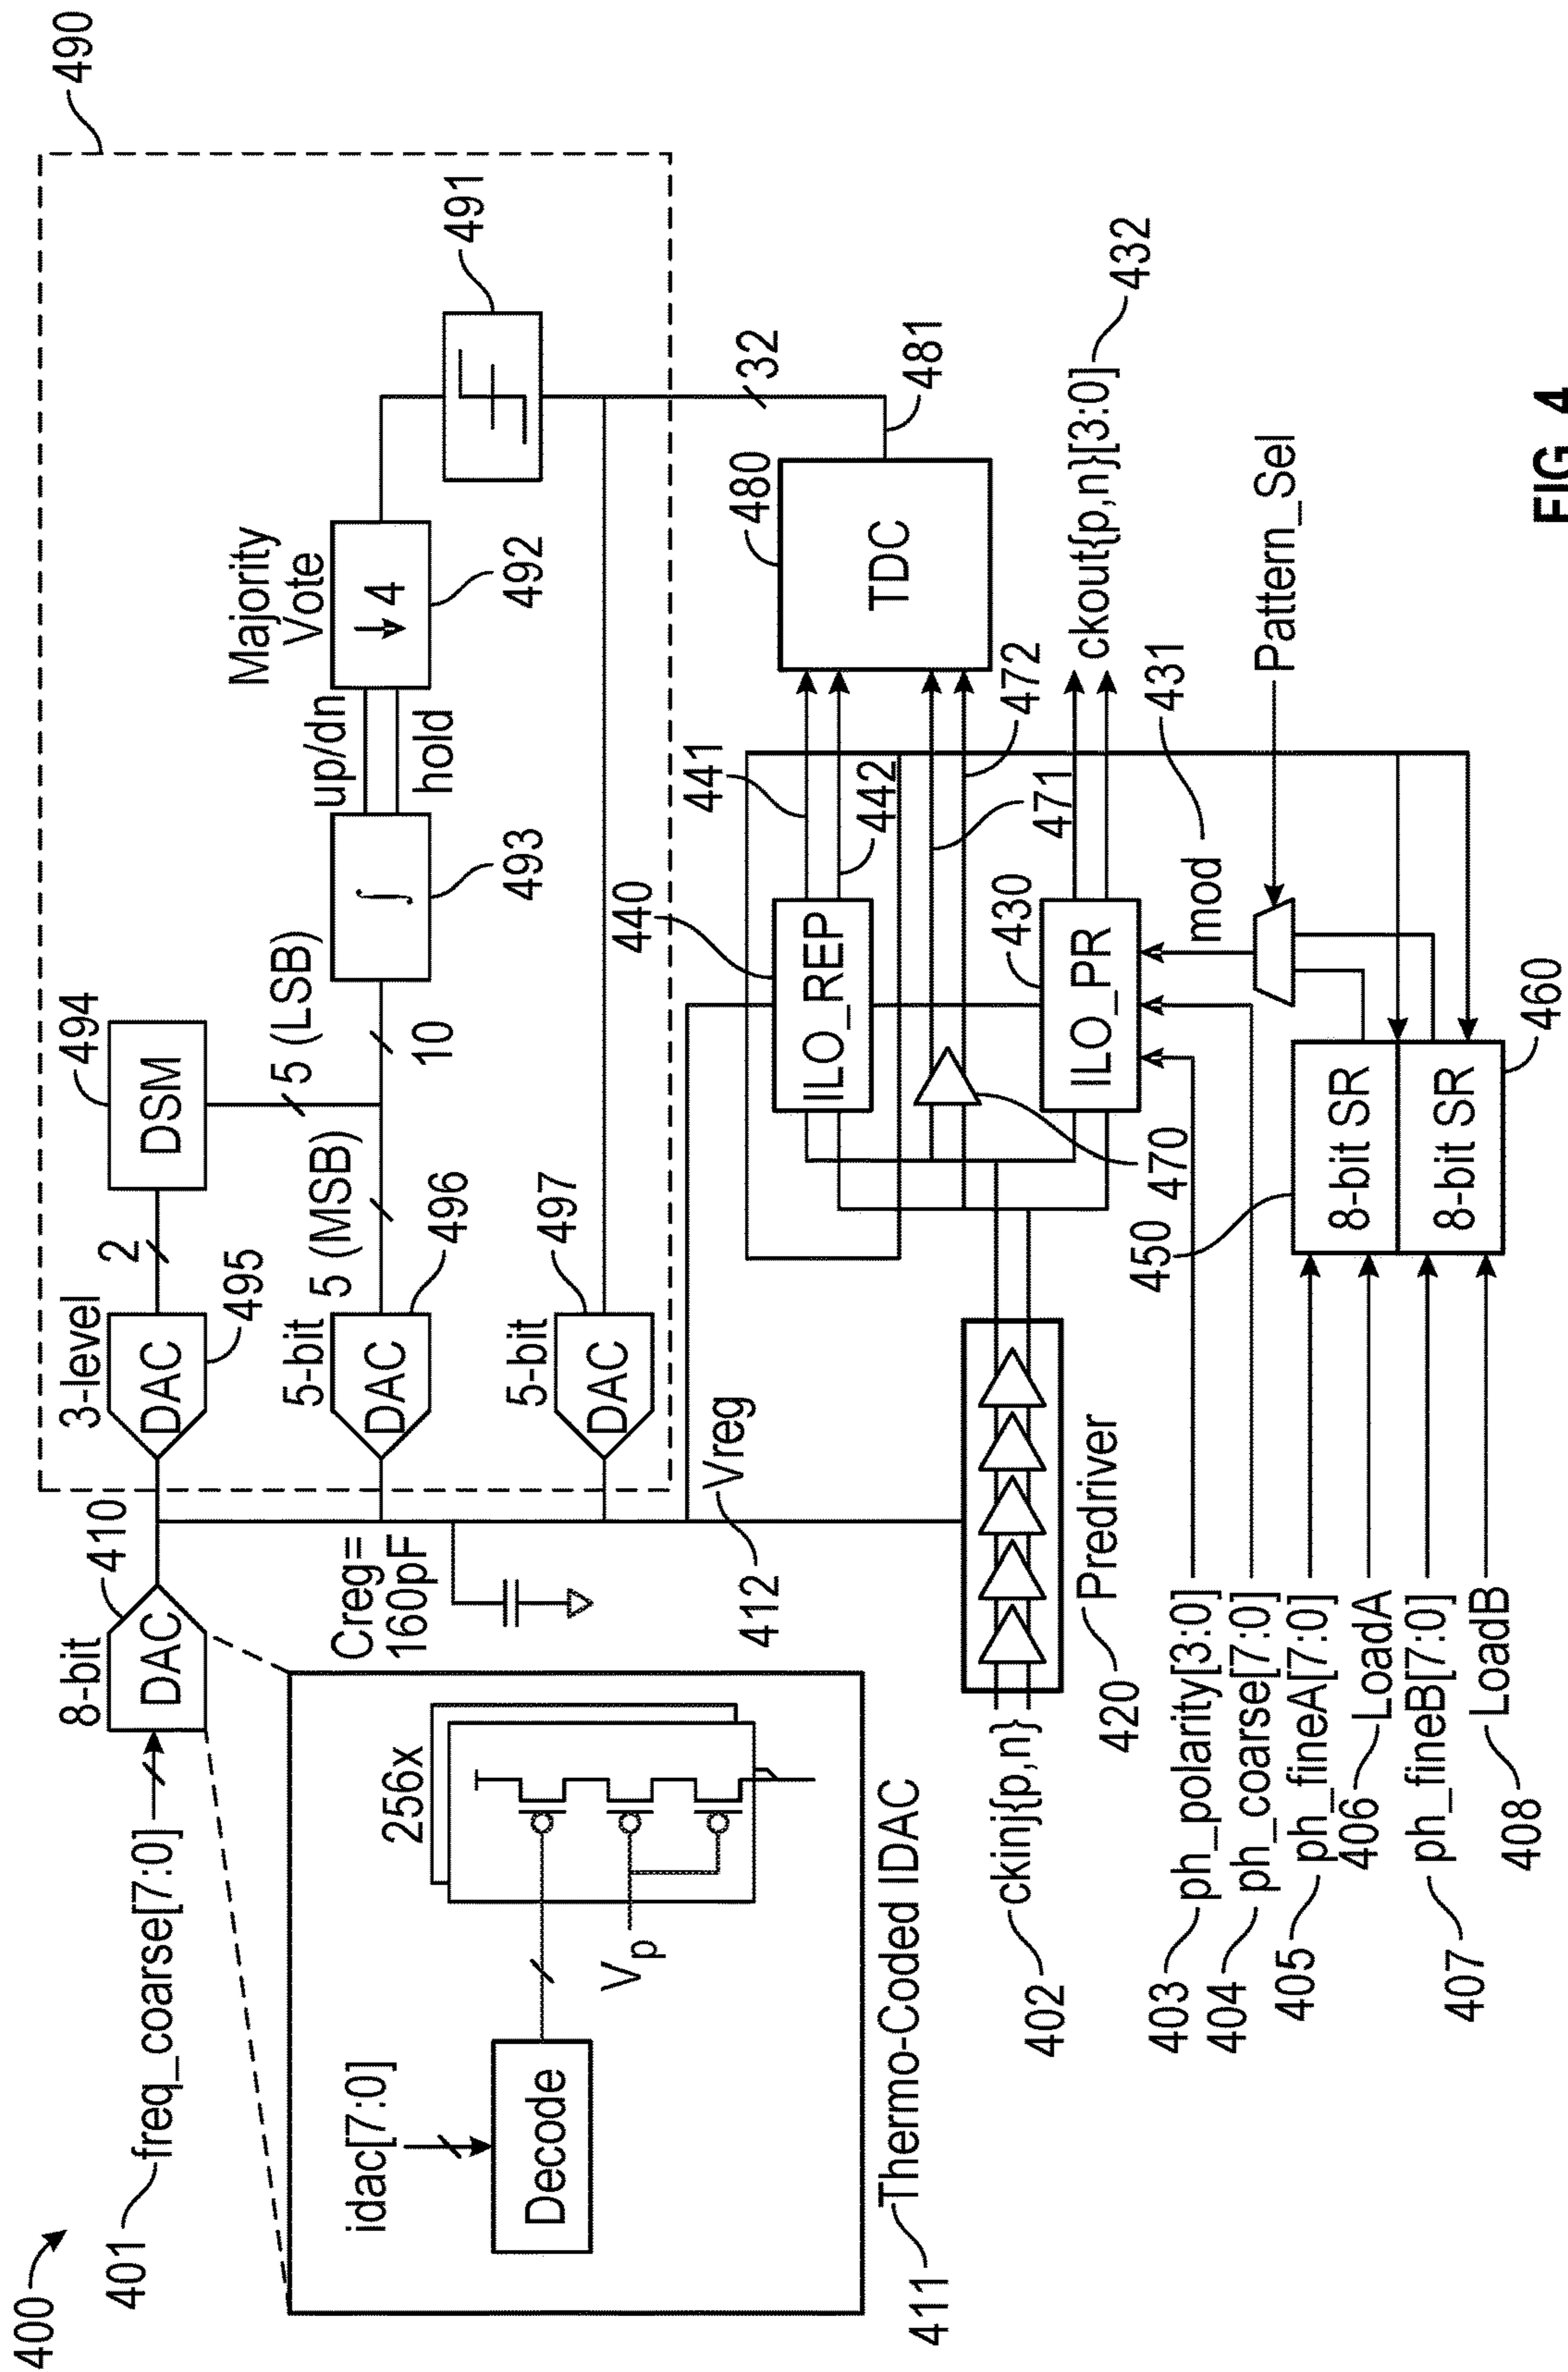 400
401
freq_coarse[7:0]
8-bit
DAC
410
3-level
DAC
495
2
DSM
494
5 (LSB)
490
5-bit
DAC
496
5 (MSB)
10
∫
493
up/dn
hold
Majority
Vote
↓4
492
491
5-bit
DAC
497
Creg=
160pF
Vreg
412
idac[7:0]
Decode
256x
Vp
Thermo-Coded IDAC
411
32
481
TDC
480
ILO_REP
440
441
442
471
472
470
ILO_PR
430
ckout{p,n}[3:0]
432
mod
431
Pattern_Sel
ckinj{p,n}
402
Predriver
420
403
ph_polarity[3:0]
404
ph_coarse[7:0]
405
ph_fineA[7:0]
406
LoadA
407
ph_fineB[7:0]
408
LoadB
450
8-bit SR
8-bit SR
460
FIG. 4